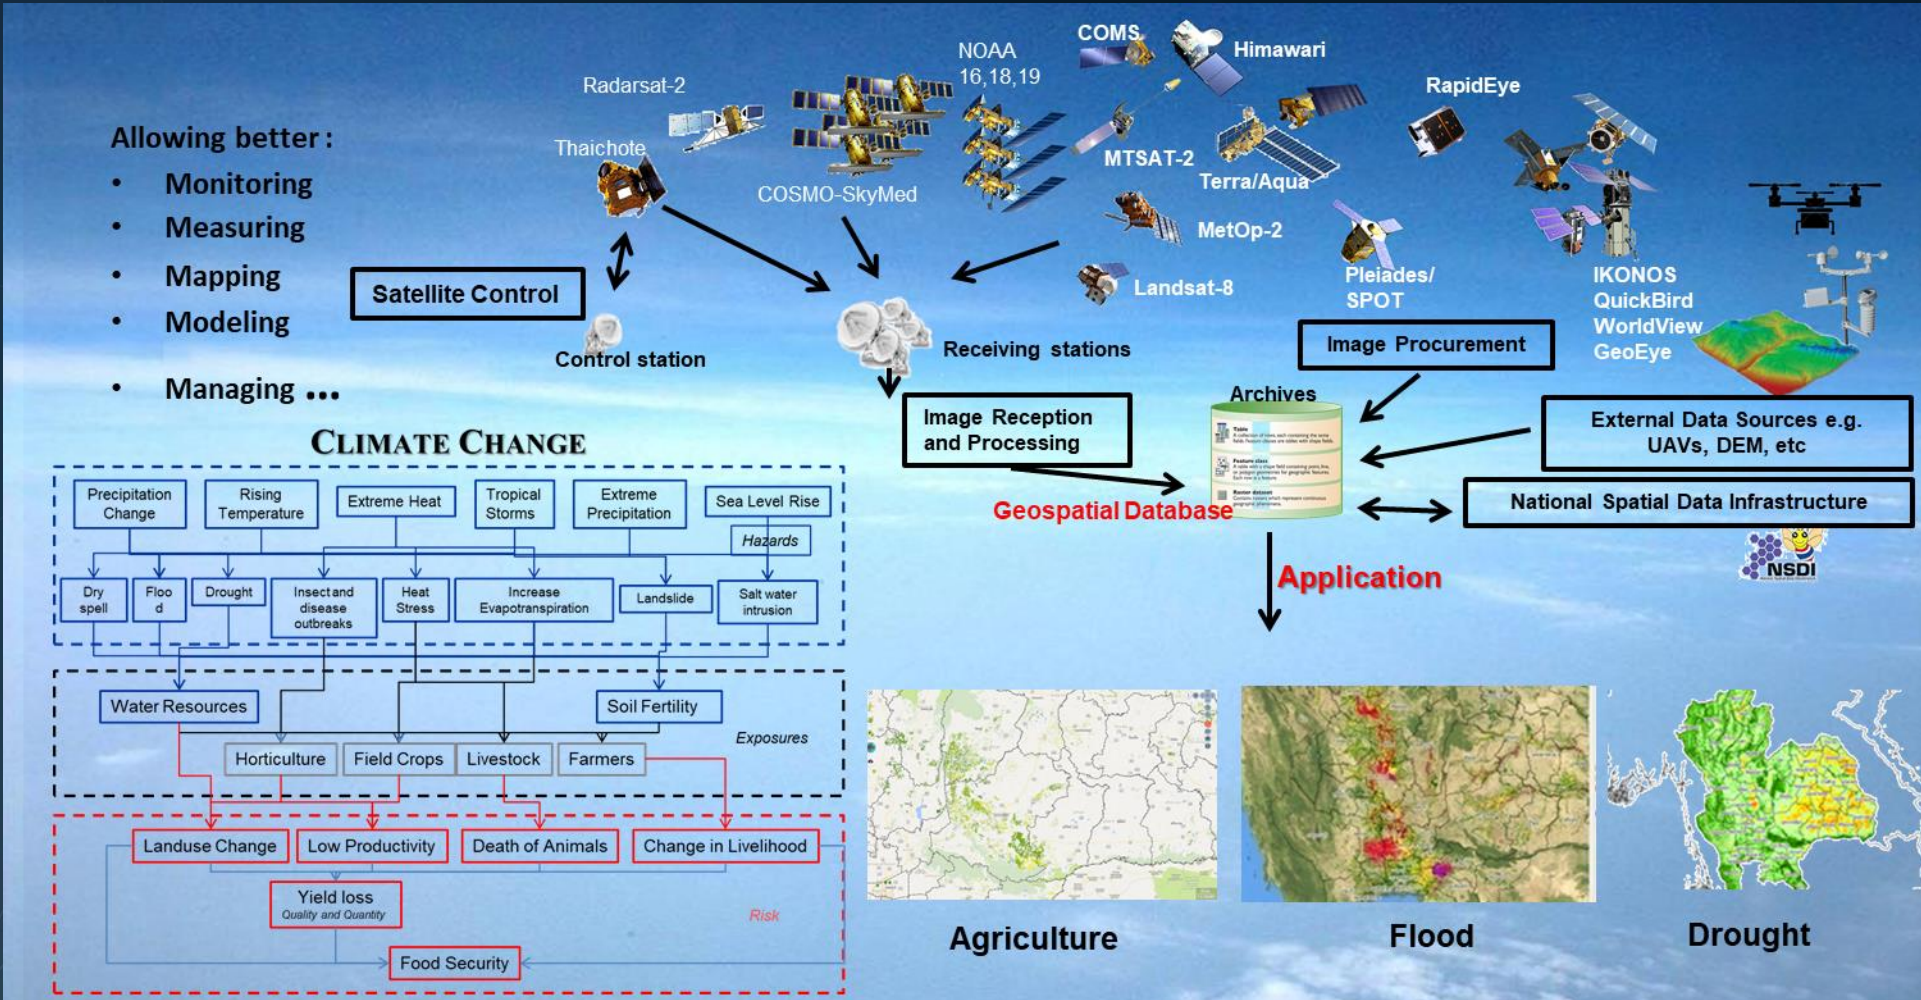 Allowing better :
• Monitoring
• Measuring
• Mapping
• Modeling
• Managing ...
Radarsat-2
Thaichote
COSMO-SkyMed
NOAA
16,18,19
COMS
Himawari
MTSAT-2
Terra/Aqua
MetOp-2
Landsat-8
RapidEye
Pleiades/
SPOT
IKONOS
QuickBird
WorldView
GeoEye
Satellite Control
Control station
Receiving stations
Image Procurement
Image Reception
and Processing
Archives
Table
Feature class
Raster dataset
Geospatial Database
External Data Sources e.g.
UAVs, DEM, etc
National Spatial Data Infrastructure
NSDI
Application
CLIMATE CHANGE
Precipitation
Change
Rising
Temperature
Extreme Heat
Tropical
Storms
Extreme
Precipitation
Sea Level Rise
Hazards
Dry
spell
Floo
d
Drought
Insect and
disease
outbreaks
Heat
Stress
Increase
Evapotranspiration
Landslide
Salt water
intrusion
Water Resources
Soil Fertility
Horticulture
Field Crops
Livestock
Farmers
Exposures
Landuse Change
Low Productivity
Death of Animals
Change in Livelihood
Yield loss
Quality and Quantity
Risk
Food Security
Agriculture
Flood
Drought